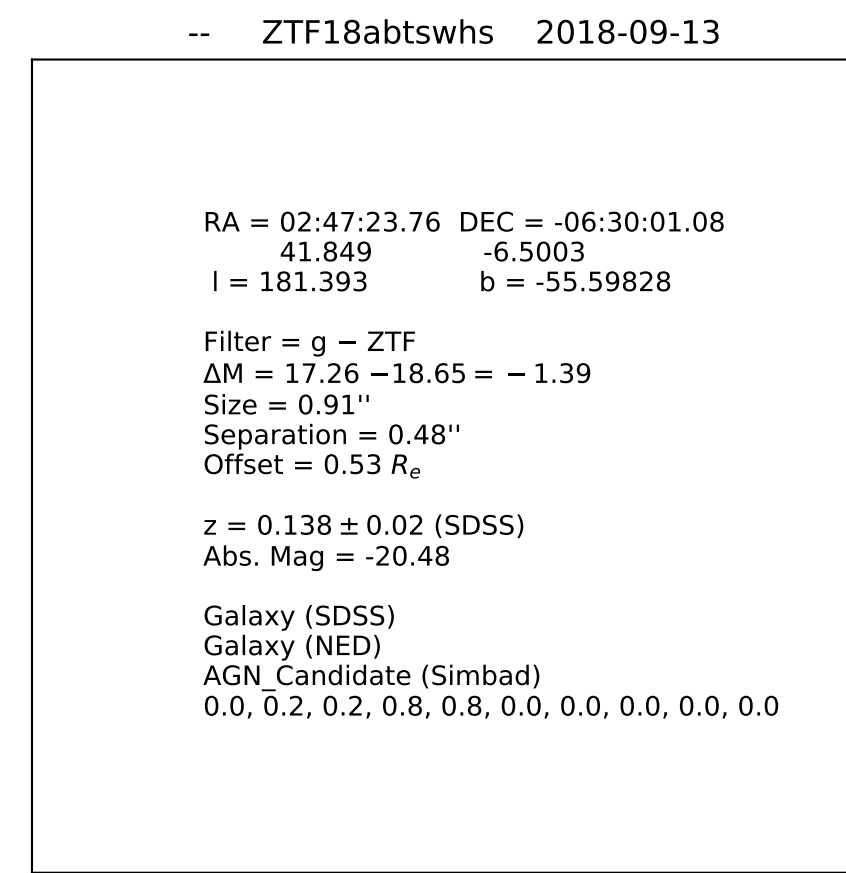 -- ZTF18abtswhs 2018-09-13
RA = 02:47:23.76 DEC = -06:30:01.08
41.849 -6.5003
l = 181.393 b = -55.59828
Filter = g − ZTF
ΔM = 17.26 −18.65 = − 1.39
Size = 0.91''
Separation = 0.48''
Offset = 0.53 Re
z = 0.138 ± 0.02 (SDSS)
Abs. Mag = -20.48
Galaxy (SDSS)
Galaxy (NED)
AGN_Candidate (Simbad)
0.0, 0.2, 0.2, 0.8, 0.8, 0.0, 0.0, 0.0, 0.0, 0.0